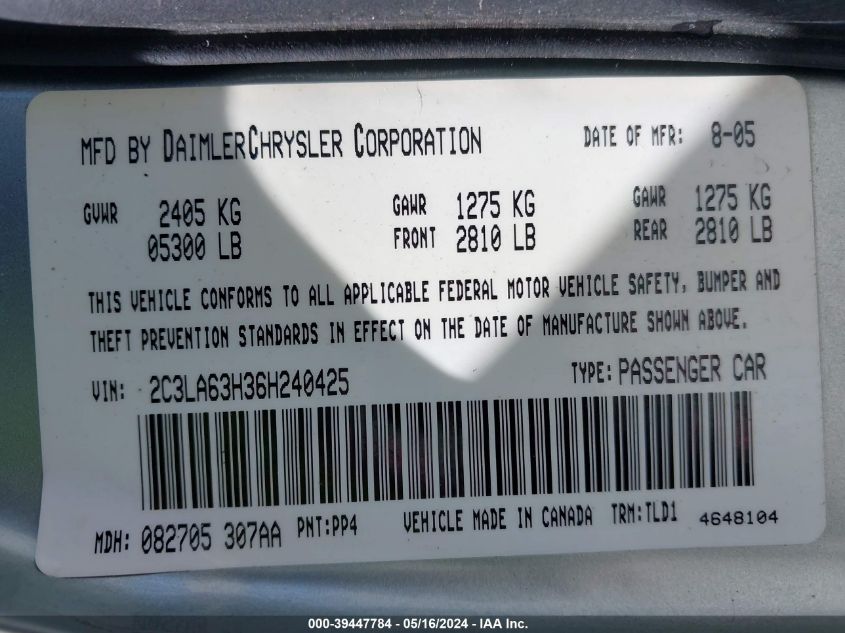 MFD BY DAIMLERCHRYSLER CORPORATION DATE OF MFR: 8-05
GVWR 2405 KG GAWR 1275 KG GAWR 1275 KG
05300 LB FRONT 2810 LB REAR 2810 LB
THIS VEHICLE CONFORMS TO ALL APPLICABLE FEDERAL MOTOR VEHICLE SAFETY, BUMPER AND
THEFT PREVENTION STANDARDS IN EFFECT ON THE DATE OF MANUFACTURE SHOWN ABOVE.
VIN: 2C3LA63H36H240425 TYPE: PASSENGER CAR
MDH: 082705 307AA PNT:PP4 VEHICLE MADE IN CANADA TRM:TLD1 4648104
000-39447784 - 05/16/2024 - IAA Inc.